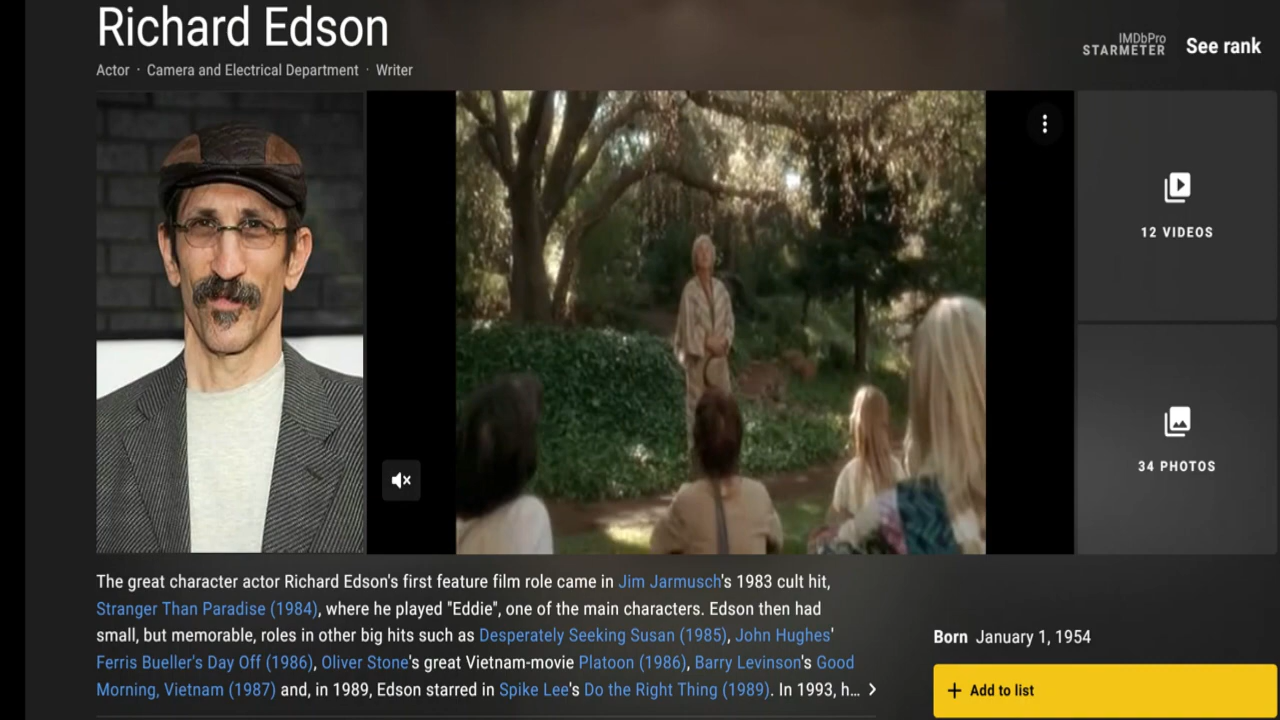 Richard Edson
Actor · Camera and Electrical Department · Writer
IMDbPro
STARMETER
See rank
12 VIDEOS
34 PHOTOS
The great character actor Richard Edson's first feature film role came in Jim Jarmusch's 1983 cult hit,
Stranger Than Paradise (1984), where he played "Eddie", one of the main characters. Edson then had
small, but memorable, roles in other big hits such as Desperately Seeking Susan (1985), John Hughes'
Ferris Bueller's Day Off (1986), Oliver Stone's great Vietnam-movie Platoon (1986), Barry Levinson's Good
Morning, Vietnam (1987) and, in 1989, Edson starred in Spike Lee's Do the Right Thing (1989). In 1993, h...
Born January 1, 1954
+ Add to list